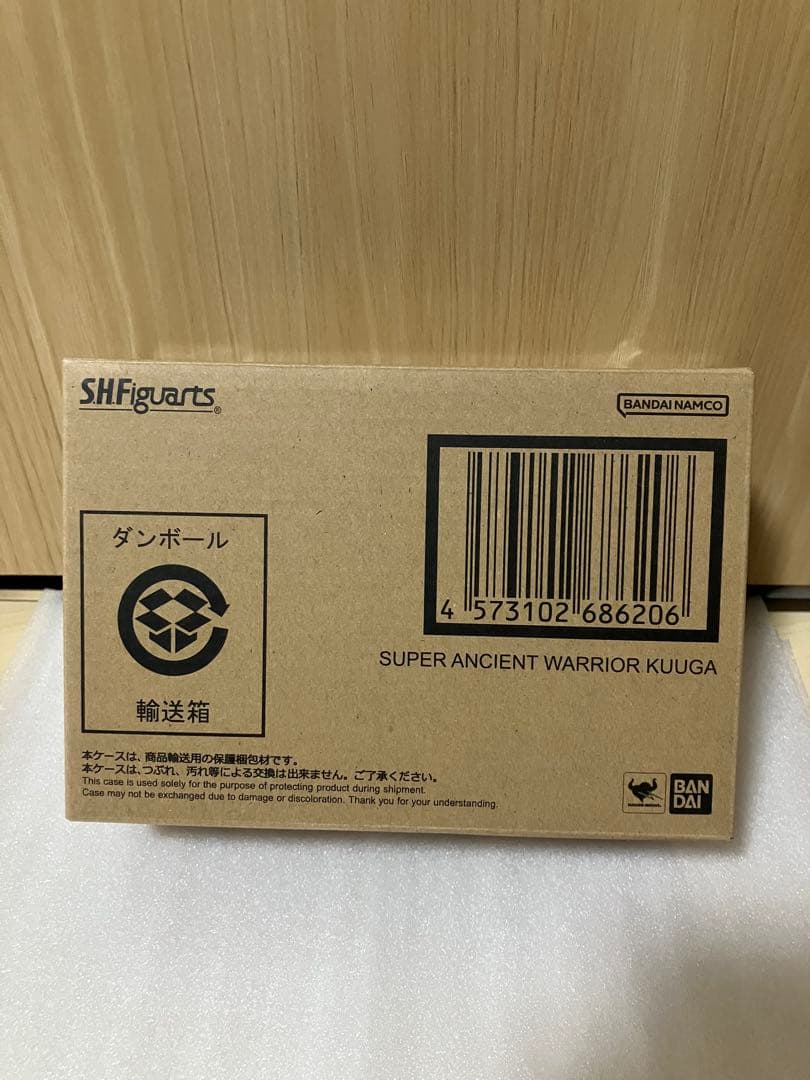 S.H.Figuarts®
BANDAI NAMCO
4 573102 686206
SUPER ANCIENT WARRIOR KUUGA
ダンボール
輸送箱
本ケースは、商品輸送用の保護梱包材です。
本ケースは、つぶれ、汚れ等による交換は出来ません。ご了承ください。
This case is used solely for the purpose of protecting product during shipment.
Case may not be exchanged due to damage or discoloration. Thank you for your understanding.
BAN
DAI